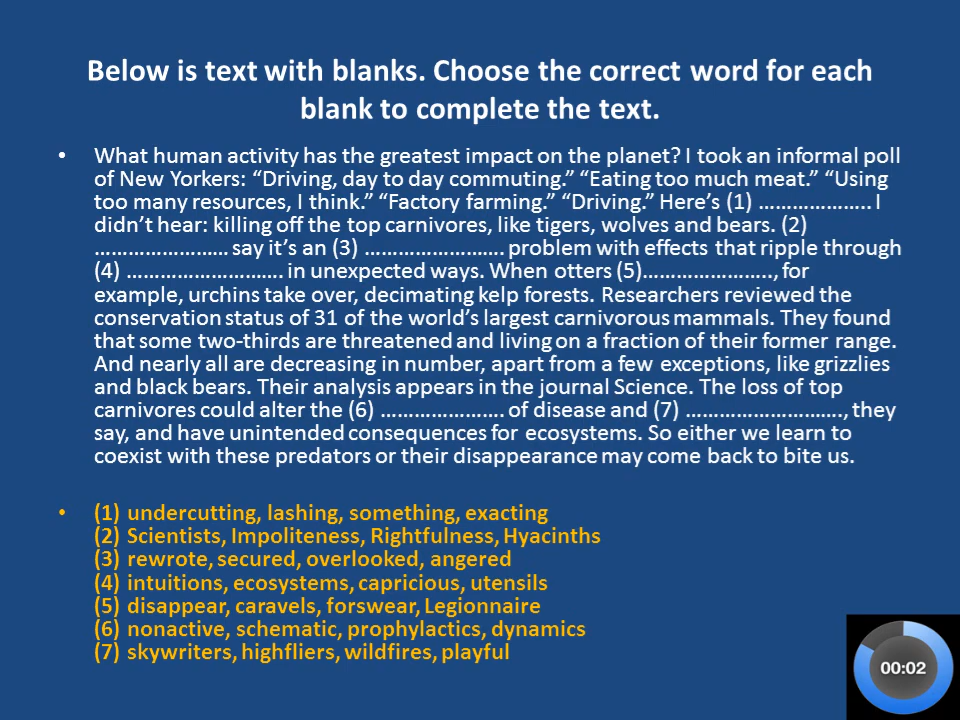 Below is text with blanks. Choose the correct word for each
blank to complete the text.
• What human activity has the greatest impact on the planet? I took an informal poll
of New Yorkers: “Driving, day to day commuting.” “Eating too much meat.” “Using
too many resources, I think.” “Factory farming.” “Driving.” Here’s (1) ……………….. I
didn’t hear: killing off the top carnivores, like tigers, wolves and bears. (2)
…………………… say it’s an (3) ……………………. problem with effects that ripple through
(4) ………………………. in unexpected ways. When otters (5)………………….., for
example, urchins take over, decimating kelp forests. Researchers reviewed the
conservation status of 31 of the world’s largest carnivorous mammals. They found
that some two-thirds are threatened and living on a fraction of their former range.
And nearly all are decreasing in number, apart from a few exceptions, like grizzlies
and black bears. Their analysis appears in the journal Science. The loss of top
carnivores could alter the (6) …………………. of disease and (7) ………………………., they
say, and have unintended consequences for ecosystems. So either we learn to
coexist with these predators or their disappearance may come back to bite us.
• (1) undercutting, lashing, something, exacting
(2) Scientists, Impoliteness, Rightfulness, Hyacinths
(3) rewrote, secured, overlooked, angered
(4) intuitions, ecosystems, capricious, utensils
(5) disappear, caravels, forswear, Legionnaire
(6) nonactive, schematic, prophylactics, dynamics
(7) skywriters, highfliers, wildfires, playful
00:02